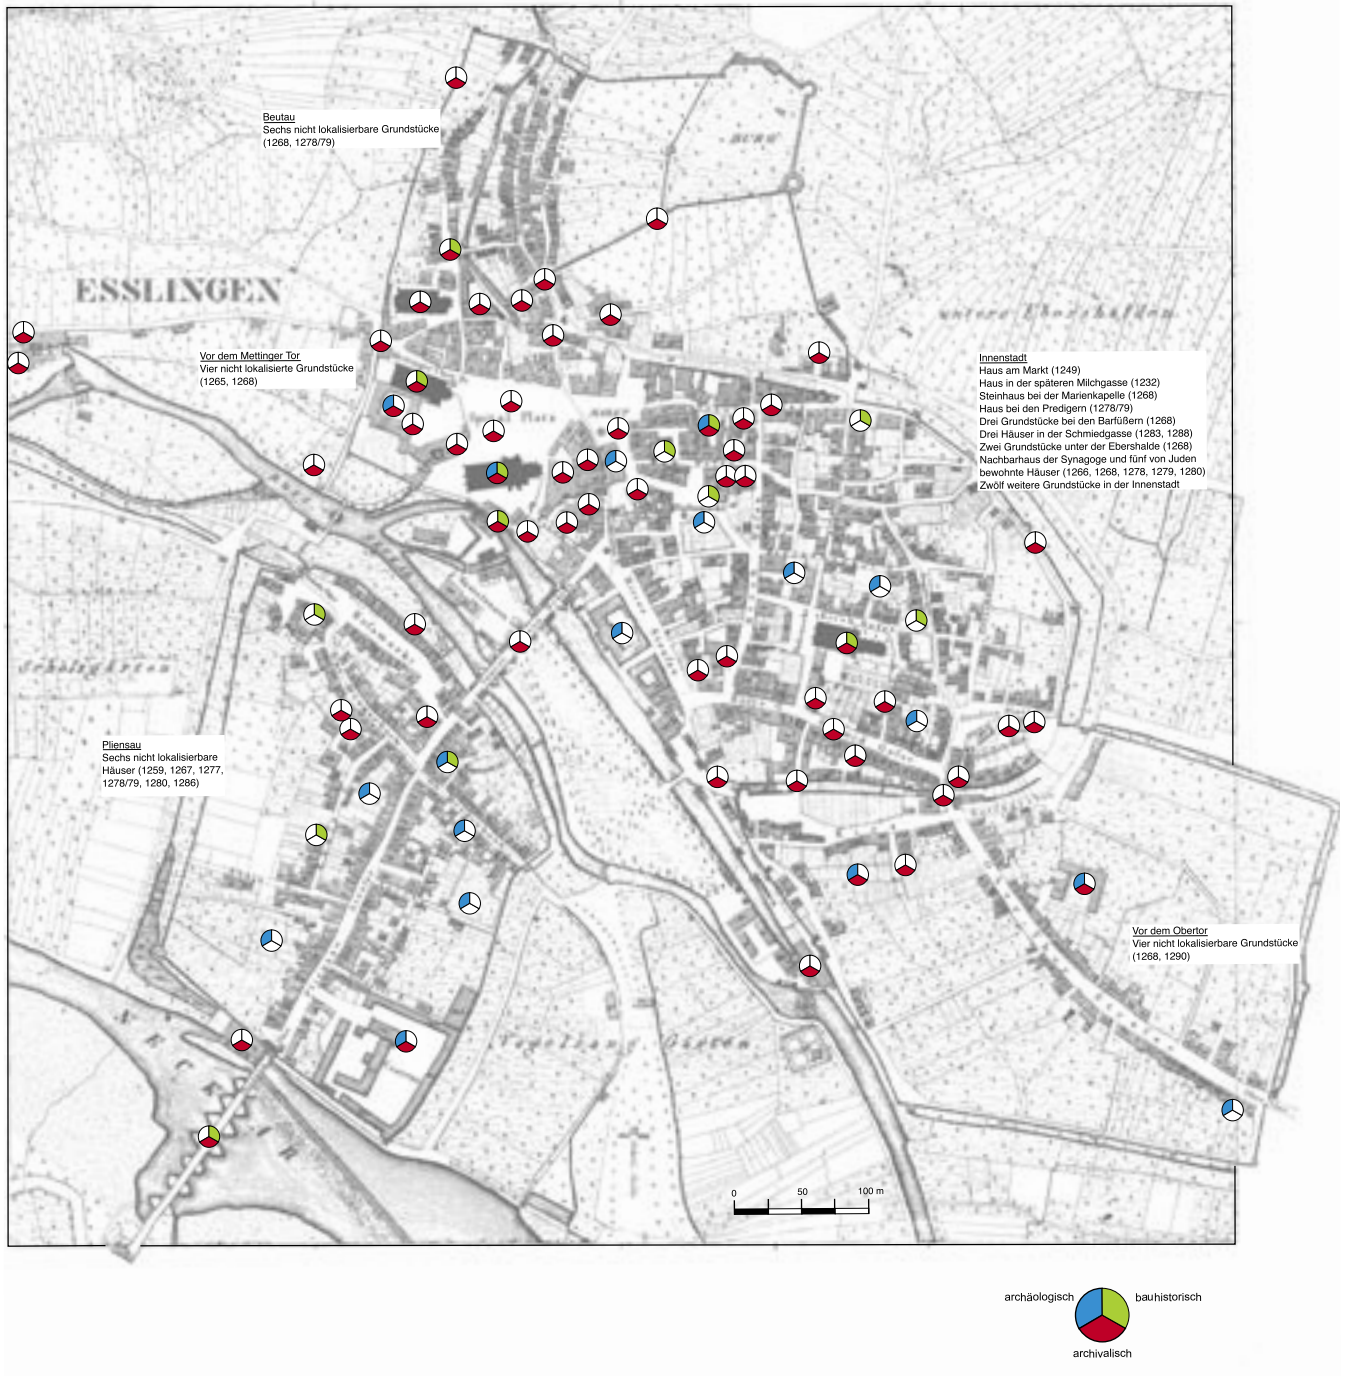 Beutau
Sechs nicht lokalisierbare Grundstücke
(1268, 1278/79)
BURG
ESSLINGEN
Vor dem Mettinger Tor
Vier nicht lokalisierte Grundstücke
(1265, 1268)
Innenstadt
Haus am Markt (1249)
Haus in der späteren Milchgasse (1232)
Steinhaus bei der Marienkapelle (1268)
Haus bei den Predigern (1278/79)
Drei Grundstücke bei den Barfüßern (1268)
Drei Häuser in der Schmiedgasse (1283, 1288)
Zwei Grundstücke unter der Ebershalde (1268)
Nachbarhaus der Synagoge und fünf von Juden
bewohnte Häuser (1266, 1268, 1278, 1279, 1280)
Zwölf weitere Grundstücke in der Innenstadt
Pliensau
Sechs nicht lokalisierbare
Häuser (1259, 1267, 1277,
1278/79, 1280, 1286)
Vor dem Obertor
Vier nicht lokalisierbare Grundstücke
(1268, 1290)
NECKAR
0 50 100 m
archäologisch bauhistorisch
archivalisch